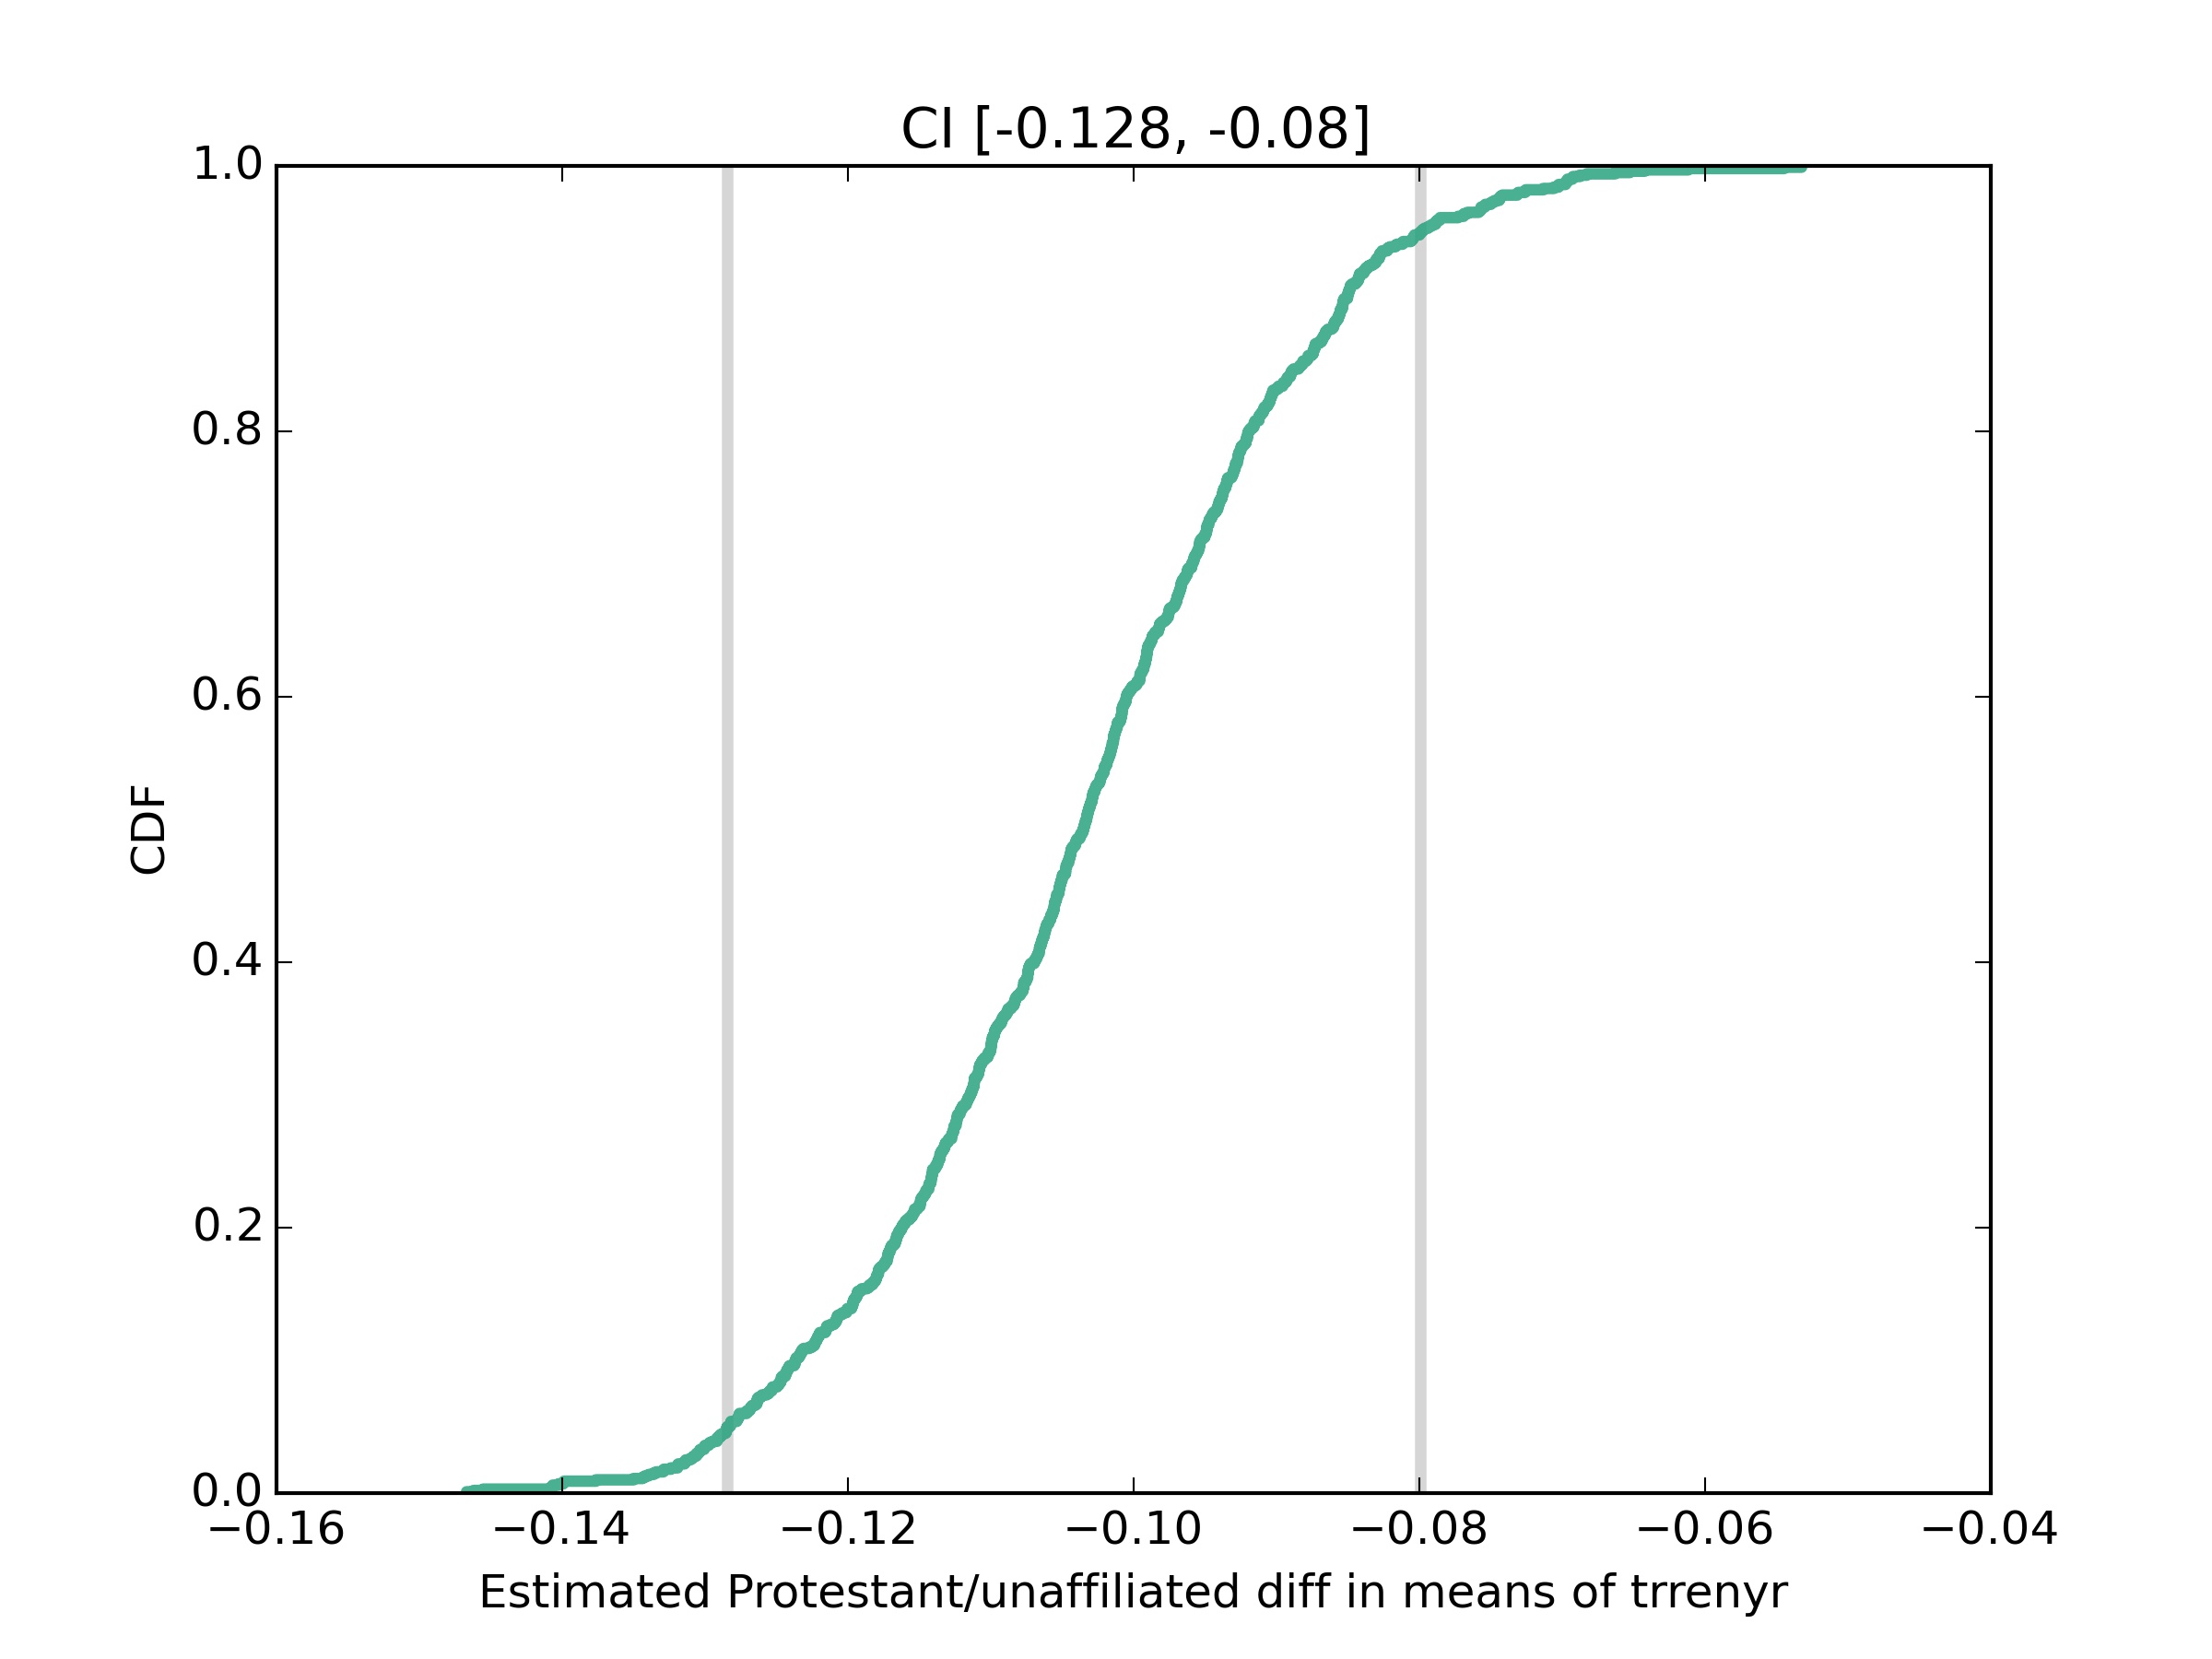 CI [-0.128, -0.08]
1.0
0.8
0.6
0.4
0.2
0.0
CDF
−0.16 −0.14 −0.12 −0.10 −0.08 −0.06 −0.04
Estimated Protestant/unaffiliated diff in means of trrenyr